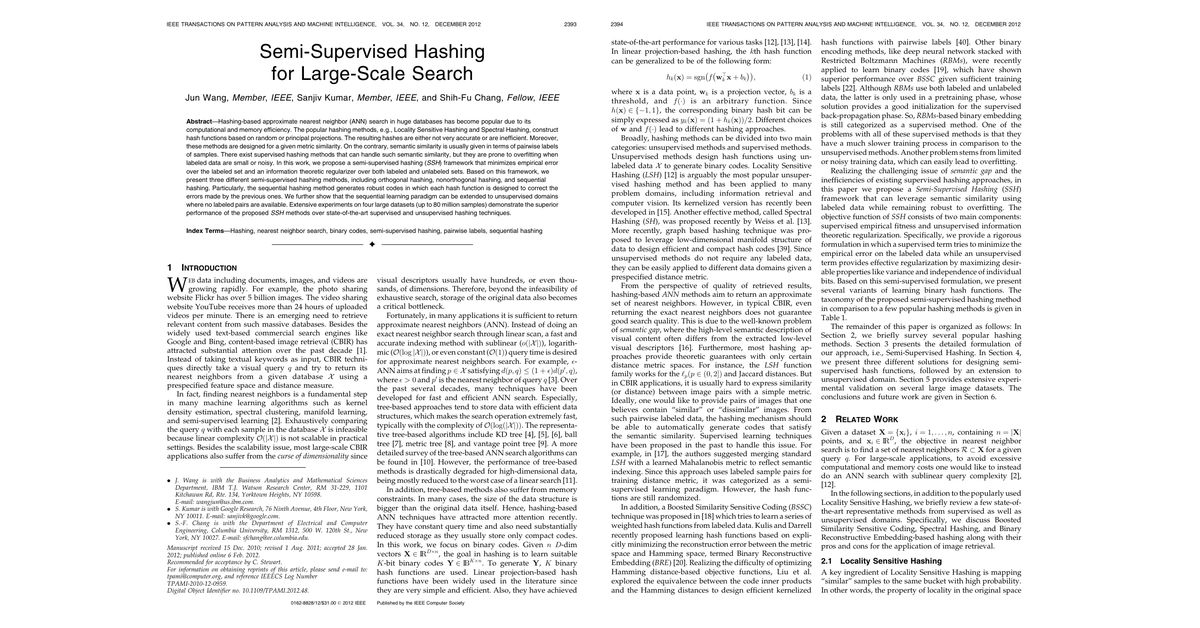 IEEE TRANSACTIONS ON PATTERN ANALYSIS AND MACHINE INTELLIGENCE, VOL. 34, NO. 12, DECEMBER 2012 2393
Semi-Supervised Hashing
for Large-Scale Search
Jun Wang, Member, IEEE, Sanjiv Kumar, Member, IEEE, and Shih-Fu Chang, Fellow, IEEE
Abstract—Hashing-based approximate nearest neighbor (ANN) search in huge databases has become popular due to its
computational and memory efficiency. The popular hashing methods, e.g., Locality Sensitive Hashing and Spectral Hashing, construct
hash functions based on random or principal projections. The resulting hashes are either not very accurate or are inefficient. Moreover,
these methods are designed for a given metric similarity. On the contrary, semantic similarity is usually given in terms of pairwise labels
of samples. There exist supervised hashing methods that can handle such semantic similarity, but they are prone to overfitting when
labeled data are small or noisy. In this work, we propose a semi-supervised hashing (SSH) framework that minimizes empirical error
over the labeled set and an information theoretic regularizer over both labeled and unlabeled sets. Based on this framework, we
present three different semi-supervised hashing methods, including orthogonal hashing, nonorthogonal hashing, and sequential
hashing. Particularly, the sequential hashing method generates robust codes in which each hash function is designed to correct the
errors made by the previous ones. We further show that the sequential learning paradigm can be extended to unsupervised domains
where no labeled pairs are available. Extensive experiments on four large datasets (up to 80 million samples) demonstrate the superior
performance of the proposed SSH methods over state-of-the-art supervised and unsupervised hashing techniques.
Index Terms—Hashing, nearest neighbor search, binary codes, semi-supervised hashing, pairwise labels, sequential hashing
1 INTRODUCTION
WEB data including documents, images, and videos are
growing rapidly. For example, the photo sharing
website Flickr has over 5 billion images. The video sharing
website YouTube receives more than 24 hours of uploaded
videos per minute. There is an emerging need to retrieve
relevant content from such massive databases. Besides the
widely used text-based commercial search engines like
Google and Bing, content-based image retrieval (CBIR) has
attracted substantial attention over the past decade [1].
Instead of taking textual keywords as input, CBIR techni-
ques directly take a visual query q and try to return its
nearest neighbors from a given database 𝒳 using a
prespecified feature space and distance measure.
In fact, finding nearest neighbors is a fundamental step
in many machine learning algorithms such as kernel
density estimation, spectral clustering, manifold learning,
and semi-supervised learning [2]. Exhaustively comparing
the query q with each sample in the database 𝒳 is infeasible
because linear complexity 𝒪(|𝒳|) is not scalable in practical
settings. Besides the scalability issue, most large-scale CBIR
applications also suffer from the curse of dimensionality since
• J. Wang is with the Business Analytics and Mathematical Sciences
Department, IBM T.J. Watson Research Center, RM 31-229, 1101
Kitchawan Rd, Rte. 134, Yorktown Heights, NY 10598.
E-mail: wangjun@us.ibm.com.
• S. Kumar is with Google Research, 76 Ninth Avenue, 4th Floor, New York,
NY 10011. E-mail: sanjivk@google.com.
• S.-F. Chang is with the Department of Electrical and Computer
Engineering, Columbia University, RM 1312, 500 W. 120th St., New
York, NY 10027. E-mail: sfchang@ee.columbia.edu.
Manuscript received 15 Dec. 2010; revised 1 Aug. 2011; accepted 28 Jan.
2012; published online 6 Feb. 2012.
Recommended for acceptance by C. Stewart.
For information on obtaining reprints of this article, please send e-mail to:
tpami@computer.org, and reference IEEECS Log Number
TPAMI-2010-12-0959.
Digital Object Identifier no. 10.1109/TPAMI.2012.48.
visual descriptors usually have hundreds, or even thou-
sands, of dimensions. Therefore, beyond the infeasibility of
exhaustive search, storage of the original data also becomes
a critical bottleneck.
Fortunately, in many applications it is sufficient to return
approximate nearest neighbors (ANN). Instead of doing an
exact nearest neighbor search through linear scan, a fast and
accurate indexing method with sublinear (o(|𝒳|)), logarith-
mic (𝒪(log |𝒳|)), or even constant (𝒪(1)) query time is desired
for approximate nearest neighbors search. For example, ϵ-
ANN aims at finding p ∈ 𝒳 satisfying d(p, q) ≤ (1 + ϵ)d(p′, q),
where ϵ > 0 and p′ is the nearest neighbor of query q [3]. Over
the past several decades, many techniques have been
developed for fast and efficient ANN search. Especially,
tree-based approaches tend to store data with efficient data
structures, which makes the search operation extremely fast,
typically with the complexity of 𝒪(log(|𝒳|)). The representa-
tive tree-based algorithms include KD tree [4], [5], [6], ball
tree [7], metric tree [8], and vantage point tree [9]. A more
detailed survey of the tree-based ANN search algorithms can
be found in [10]. However, the performance of tree-based
methods is drastically degraded for high-dimensional data,
being mostly reduced to the worst case of a linear search [11].
In addition, tree-based methods also suffer from memory
constraints. In many cases, the size of the data structure is
bigger than the original data itself. Hence, hashing-based
ANN techniques have attracted more attention recently.
They have constant query time and also need substantially
reduced storage as they usually store only compact codes.
In this work, we focus on binary codes. Given n D-dim
vectors X ∈ ℝᴰˣⁿ, the goal in hashing is to learn suitable
K-bit binary codes Y ∈ 𝔹ᴷˣⁿ. To generate Y, K binary
hash functions are used. Linear projection-based hash
functions have been widely used in the literature since
they are very simple and efficient. Also, they have achieved
0162-8828/12/$31.00 © 2012 IEEE Published by the IEEE Computer Society
2394 IEEE TRANSACTIONS ON PATTERN ANALYSIS AND MACHINE INTELLIGENCE, VOL. 34, NO. 12, DECEMBER 2012
state-of-the-art performance for various tasks [12], [13], [14].
In linear projection-based hashing, the kth hash function
can be generalized to be of the following form:
hₖ(x) = sgn(f(wₖᵀx + bₖ)), (1)
where x is a data point, wₖ is a projection vector, bₖ is a
threshold, and f(·) is an arbitrary function. Since
h(x) ∈ {−1, 1}, the corresponding binary hash bit can be
simply expressed as yₖ(x) = (1 + hₖ(x))/2. Different choices
of w and f(·) lead to different hashing approaches.
Broadly, hashing methods can be divided into two main
categories: unsupervised methods and supervised methods.
Unsupervised methods design hash functions using un-
labeled data 𝒳 to generate binary codes. Locality Sensitive
Hashing (LSH) [12] is arguably the most popular unsuper-
vised hashing method and has been applied to many
problem domains, including information retrieval and
computer vision. Its kernelized version has recently been
developed in [15]. Another effective method, called Spectral
Hashing (SH), was proposed recently by Weiss et al. [13].
More recently, graph based hashing technique was pro-
posed to leverage low-dimensional manifold structure of
data to design efficient and compact hash codes [39]. Since
unsupervised methods do not require any labeled data,
they can be easily applied to different data domains given a
prespecified distance metric.
From the perspective of quality of retrieved results,
hashing-based ANN methods aim to return an approximate
set of nearest neighbors. However, in typical CBIR, even
returning the exact nearest neighbors does not guarantee
good search quality. This is due to the well-known problem
of semantic gap, where the high-level semantic description of
visual content often differs from the extracted low-level
visual descriptors [16]. Furthermore, most hashing ap-
proaches provide theoretic guarantees with only certain
distance metric spaces. For instance, the LSH function
family works for the ℓₚ(p ∈ (0, 2]) and Jaccard distances. But
in CBIR applications, it is usually hard to express similarity
(or distance) between image pairs with a simple metric.
Ideally, one would like to provide pairs of images that one
believes contain “similar” or “dissimilar” images. From
such pairwise labeled data, the hashing mechanism should
be able to automatically generate codes that satisfy
the semantic similarity. Supervised learning techniques
have been proposed in the past to handle this issue. For
example, in [17], the authors suggested merging standard
LSH with a learned Mahalanobis metric to reflect semantic
indexing. Since this approach uses labeled sample pairs for
training distance metric, it was categorized as a semi-
supervised learning paradigm. However, the hash func-
tions are still randomized.
In addition, a Boosted Similarity Sensitive Coding (BSSC)
technique was proposed in [18] which tries to learn a series of
weighted hash functions from labeled data. Kulis and Darrell
recently proposed learning hash functions based on expli-
citly minimizing the reconstruction error between the metric
space and Hamming space, termed Binary Reconstructive
Embedding (BRE) [20]. Realizing the difficulty of optimizing
Hamming distance-based objective functions, Liu et al.
explored the equivalence between the code inner products
and the Hamming distances to design efficient kernelized
hash functions with pairwise labels [40]. Other binary
encoding methods, like deep neural network stacked with
Restricted Boltzmann Machines (RBMs), were recently
applied to learn binary codes [19], which have shown
superior performance over BSSC given sufficient training
labels [22]. Although RBMs use both labeled and unlabeled
data, the latter is only used in a pretraining phase, whose
solution provides a good initialization for the supervised
back-propagation phase. So, RBMs-based binary embedding
is still categorized as a supervised method. One of the
problems with all of these supervised methods is that they
have a much slower training process in comparison to the
unsupervised methods. Another problem stems from limited
or noisy training data, which can easily lead to overfitting.
Realizing the challenging issue of semantic gap and the
inefficiencies of existing supervised hashing approaches, in
this paper we propose a Semi-Supervised Hashing (SSH)
framework that can leverage semantic similarity using
labeled data while remaining robust to overfitting. The
objective function of SSH consists of two main components:
supervised empirical fitness and unsupervised information
theoretic regularization. Specifically, we provide a rigorous
formulation in which a supervised term tries to minimize the
empirical error on the labeled data while an unsupervised
term provides effective regularization by maximizing desir-
able properties like variance and independence of individual
bits. Based on this semi-supervised formulation, we present
several variants of learning binary hash functions. The
taxonomy of the proposed semi-supervised hashing method
in comparison to a few popular hashing methods is given in
Table 1.
The remainder of this paper is organized as follows: In
Section 2, we briefly survey several popular hashing
methods. Section 3 presents the detailed formulation of
our approach, i.e., Semi-Supervised Hashing. In Section 4,
we present three different solutions for designing semi-
supervised hash functions, followed by an extension to
unsupervised domain. Section 5 provides extensive experi-
mental validation on several large image datasets. The
conclusions and future work are given in Section 6.
2 RELATED WORK
Given a dataset X = {xᵢ}, i = 1, . . . , n, containing n = |X|
points, and xᵢ ∈ ℝᴰ, the objective in nearest neighbor
search is to find a set of nearest neighbors ℛ ⊂ X for a given
query q. For large-scale applications, to avoid excessive
computational and memory costs one would like to instead
do an ANN search with sublinear query complexity [2],
[12].
In the following sections, in addition to the popularly used
Locality Sensitive Hashing, we briefly review a few state-of-
the-art representative methods from supervised as well as
unsupervised domains. Specifically, we discuss Boosted
Similarity Sensitive Coding, Spectral Hashing, and Binary
Reconstructive Embedding-based hashing along with their
pros and cons for the application of image retrieval.
2.1 Locality Sensitive Hashing
A key ingredient of Locality Sensitive Hashing is mapping
“similar” samples to the same bucket with high probability.
In other words, the property of locality in the original space